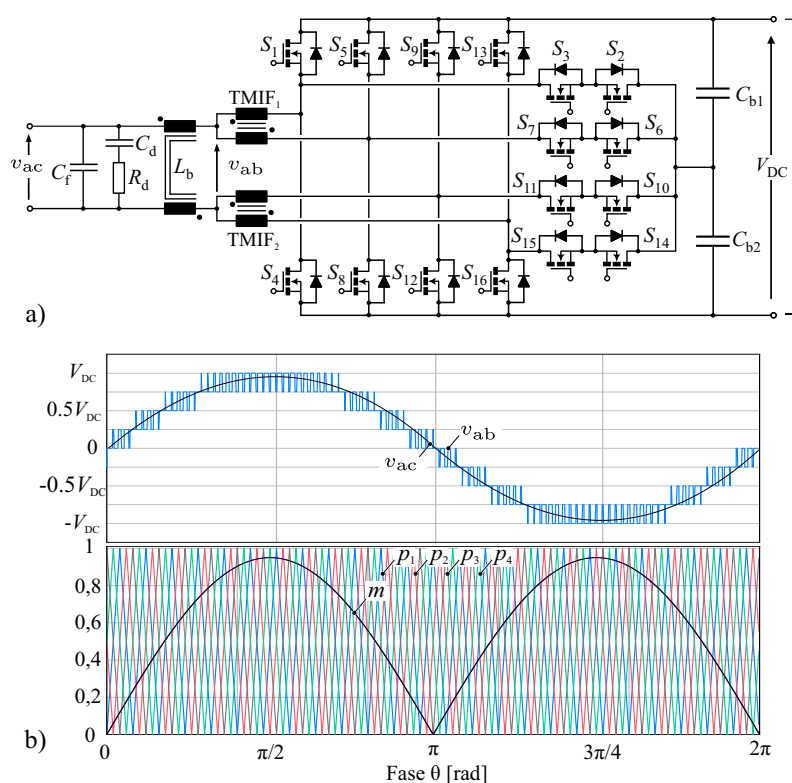 a)
S1 S5 S9 S13
S3 S2
TMIF1
S7 S6
Cb1
vac Cf Cd Rd Lb vab
VDC
S11 S10
TMIF2
S15 S14
Cb2
S4 S8 S12 S16
b)
VDC
0.5VDC
0
-0.5VDC
-VDC
vab
vac
1
0,8
0,6
0,4
0,2
0
p1 p2 p3 p4
m
0 π/2 π 3π/4 2π
Fase θ [rad]